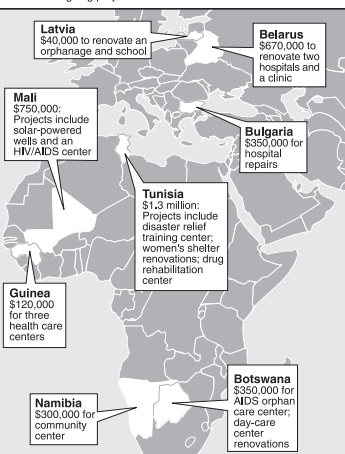 Latvia
$40,000 to renovate an
orphanage and school
Belarus
$670,000 to
renovate two
hospitals and
a clinic
Mali
$750,000:
Projects include
solar-powered
wells and an
HIV/AIDS center
Bulgaria
$350,000 for
hospital
repairs
Tunisia
$1.3 million:
Projects include
disaster relief
training center;
women's shelter
renovations; drug
rehabilitation
center
Guinea
$120,000
for three
health care
centers
Botswana
$350,000 for
AIDS orphan
care center;
day-care
center
renovations
Namibia
$300,000 for
community
center